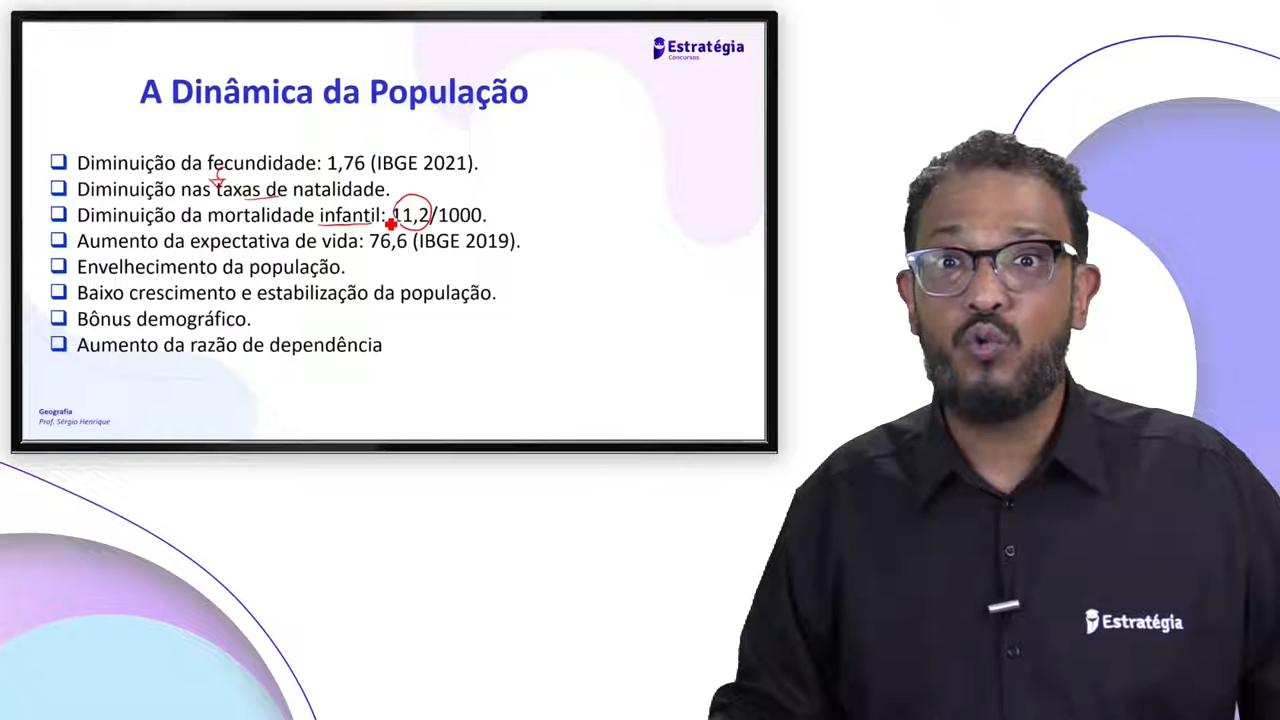 Estratégia
Concursos
A Dinâmica da População
Diminuição da fecundidade: 1,76 (IBGE 2021).
Diminuição nas taxas de natalidade.
Diminuição da mortalidade infantil: 11,2/1000.
Aumento da expectativa de vida: 76,6 (IBGE 2019).
Envelhecimento da população.
Baixo crescimento e estabilização da população.
Bônus demográfico.
Aumento da razão de dependência
Geografia
Prof. Sérgio Henrique
Estratégia